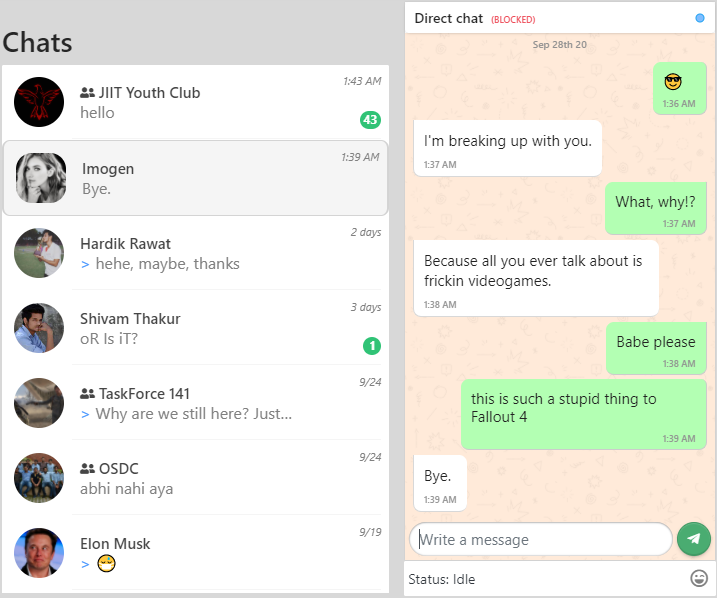 Chats
JIIT Youth Club
1:43 AM
hello
43
Imogen
1:39 AM
Bye.
Hardik Rawat
2 days
> hehe, maybe, thanks
Shivam Thakur
3 days
oR Is iT?
1
TaskForce 141
9/24
> Why are we still here? Just...
OSDC
9/24
abhi nahi aya
Elon Musk
9/19
>
Direct chat (BLOCKED)
Sep 28th 20
1:36 AM
I'm breaking up with you.
1:37 AM
What, why!?
1:37 AM
Because all you ever talk about is
frickin videogames.
1:38 AM
Babe please
1:38 AM
this is such a stupid thing to
Fallout 4
1:39 AM
Bye.
1:39 AM
Write a message
Status: Idle